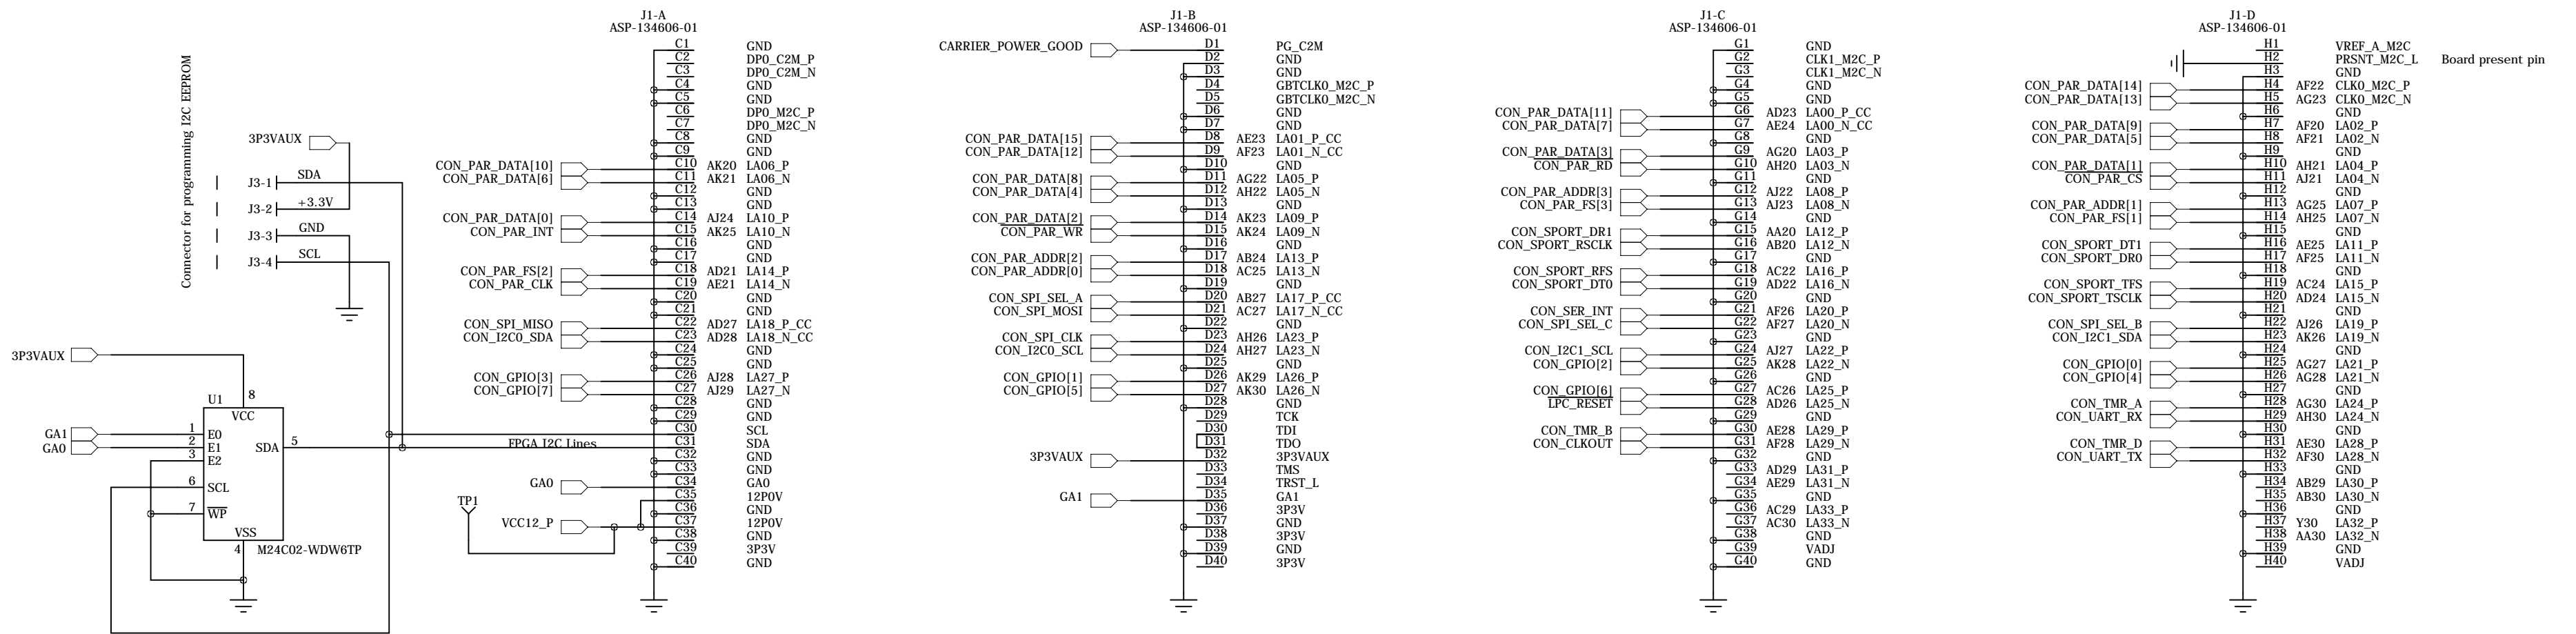 Connector for programming I2C EEPROM
3P3VAUX
J3-1 SDA
J3-2 +3.3V
J3-3 GND
J3-4 SCL
3P3VAUX
U1
8
VCC
GA1 1 E0
GA0 2 E1
3 E2
SDA 5
6 SCL
7 WP
VSS
4 M24C02-WDW6TP
FPGA I2C Lines
TP1
J1-A
ASP-134606-01
C1 GND
C2 DP0_C2M_P
C3 DP0_C2M_N
C4 GND
C5 GND
C6 DP0_M2C_P
C7 DP0_M2C_N
C8 GND
C9 GND
CON_PAR_DATA[10] C10 AK20 LA06_P
CON_PAR_DATA[6] C11 AK21 LA06_N
C12 GND
C13 GND
CON_PAR_DATA[0] C14 AJ24 LA10_P
CON_PAR_INT C15 AK25 LA10_N
C16 GND
C17 GND
CON_PAR_FS[2] C18 AD21 LA14_P
CON_PAR_CLK C19 AE21 LA14_N
C20 GND
C21 GND
CON_SPI_MISO C22 AD27 LA18_P_CC
CON_I2C0_SDA C23 AD28 LA18_N_CC
C24 GND
C25 GND
CON_GPIO[3] C26 AJ28 LA27_P
CON_GPIO[7] C27 AJ29 LA27_N
C28 GND
C29 GND
C30 SCL
C31 SDA
C32 GND
C33 GND
GA0 C34 GA0
C35 12P0V
C36 GND
VCC12_P C37 12P0V
C38 GND
C39 3P3V
C40 GND
J1-B
ASP-134606-01
CARRIER_POWER_GOOD D1 PG_C2M
D2 GND
D3 GND
D4 GBTCLK0_M2C_P
D5 GBTCLK0_M2C_N
D6 GND
D7 GND
CON_PAR_DATA[15] D8 AE23 LA01_P_CC
CON_PAR_DATA[12] D9 AF23 LA01_N_CC
D10 GND
CON_PAR_DATA[8] D11 AG22 LA05_P
CON_PAR_DATA[4] D12 AH22 LA05_N
D13 GND
CON_PAR_DATA[2] D14 AK23 LA09_P
CON_PAR_WR D15 AK24 LA09_N
D16 GND
CON_PAR_ADDR[2] D17 AB24 LA13_P
CON_PAR_ADDR[0] D18 AC25 LA13_N
D19 GND
CON_SPI_SEL_A D20 AB27 LA17_P_CC
CON_SPI_MOSI D21 AC27 LA17_N_CC
D22 GND
CON_SPI_CLK D23 AH26 LA23_P
CON_I2C0_SCL D24 AH27 LA23_N
D25 GND
CON_GPIO[1] D26 AK29 LA26_P
CON_GPIO[5] D27 AK30 LA26_N
D28 GND
D29 TCK
D30 TDI
D31 TDO
3P3VAUX D32 3P3VAUX
D33 TMS
D34 TRST_L
GA1 D35 GA1
D36 3P3V
D37 GND
D38 3P3V
D39 GND
D40 3P3V
J1-C
ASP-134606-01
G1 GND
G2 CLK1_M2C_P
G3 CLK1_M2C_N
G4 GND
G5 GND
CON_PAR_DATA[11] G6 AD23 LA00_P_CC
CON_PAR_DATA[7] G7 AE24 LA00_N_CC
G8 GND
CON_PAR_DATA[3] G9 AG20 LA03_P
CON_PAR_RD G10 AH20 LA03_N
G11 GND
CON_PAR_ADDR[3] G12 AJ22 LA08_P
CON_PAR_FS[3] G13 AJ23 LA08_N
G14 GND
CON_SPORT_DR1 G15 AA20 LA12_P
CON_SPORT_RSCLK G16 AB20 LA12_N
G17 GND
CON_SPORT_RFS G18 AC22 LA16_P
CON_SPORT_DT0 G19 AD22 LA16_N
G20 GND
CON_SER_INT G21 AF26 LA20_P
CON_SPI_SEL_C G22 AF27 LA20_N
G23 GND
CON_I2C1_SCL G24 AJ27 LA22_P
CON_GPIO[2] G25 AK28 LA22_N
G26 GND
CON_GPIO[6] G27 AC26 LA25_P
LPC_RESET G28 AD26 LA25_N
G29 GND
CON_TMR_B G30 AE28 LA29_P
CON_CLKOUT G31 AF28 LA29_N
G32 GND
G33 AD29 LA31_P
G34 AE29 LA31_N
G35 GND
G36 AC29 LA33_P
G37 AC30 LA33_N
G38 GND
G39 VADJ
G40 GND
J1-D
ASP-134606-01
H1 VREF_A_M2C
H2 PRSNT_M2C_L Board present pin
H3 GND
CON_PAR_DATA[14] H4 AF22 CLK0_M2C_P
CON_PAR_DATA[13] H5 AG23 CLK0_M2C_N
H6 GND
CON_PAR_DATA[9] H7 AF20 LA02_P
CON_PAR_DATA[5] H8 AF21 LA02_N
H9 GND
CON_PAR_DATA[1] H10 AH21 LA04_P
CON_PAR_CS H11 AJ21 LA04_N
H12 GND
CON_PAR_ADDR[1] H13 AG25 LA07_P
CON_PAR_FS[1] H14 AH25 LA07_N
H15 GND
CON_SPORT_DT1 H16 AE25 LA11_P
CON_SPORT_DR0 H17 AF25 LA11_N
H18 GND
CON_SPORT_TFS H19 AC24 LA15_P
CON_SPORT_TSCLK H20 AD24 LA15_N
H21 GND
CON_SPI_SEL_B H22 AJ26 LA19_P
CON_I2C1_SDA H23 AK26 LA19_N
H24 GND
CON_GPIO[0] H25 AG27 LA21_P
CON_GPIO[4] H26 AG28 LA21_N
H27 GND
CON_TMR_A H28 AG30 LA24_P
CON_UART_RX H29 AH30 LA24_N
H30 GND
CON_TMR_D H31 AE30 LA28_P
CON_UART_TX H32 AF30 LA28_N
H33 GND
H34 AB29 LA30_P
H35 AB30 LA30_N
H36 GND
H37 Y30 LA32_P
H38 AA30 LA32_N
H39 GND
H40 VADJ